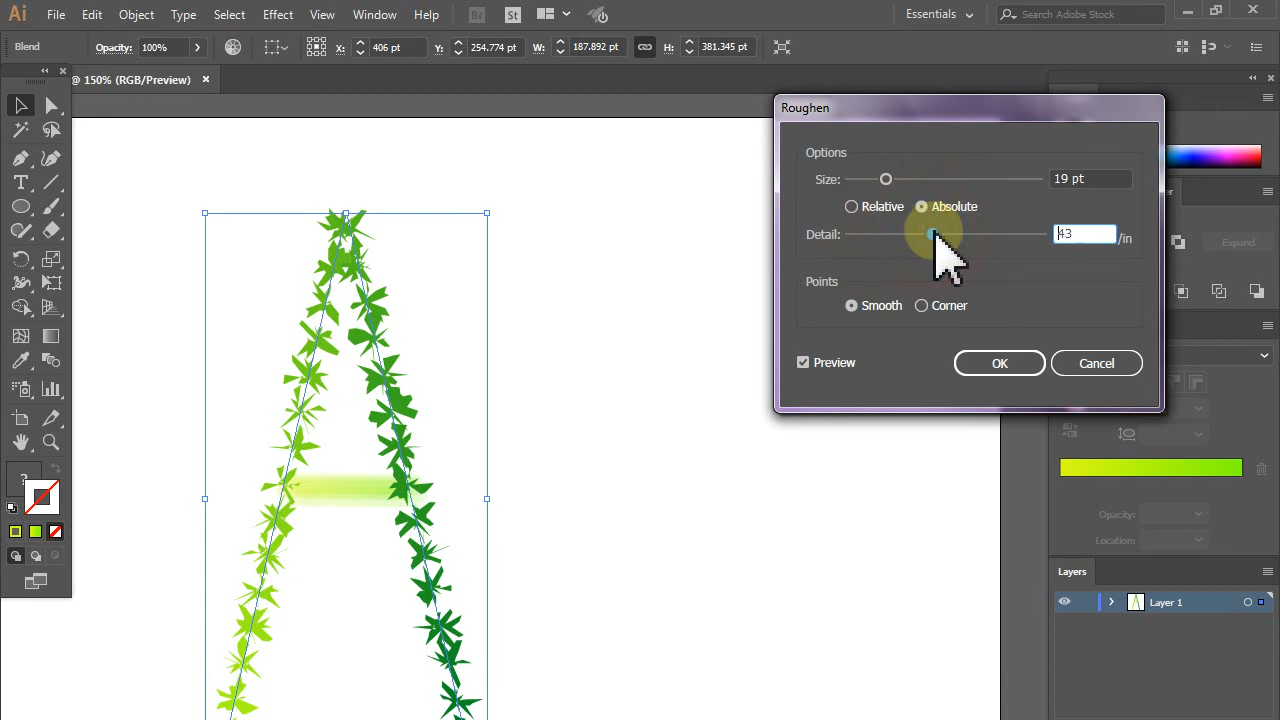 Ai File Edit Object Type Select Effect View Window Help Br St Essentials Search Adobe Stock
Blend Opacity: 100% X: 406 pt Y: 254.774 pt W: 187.892 pt H: 381.345 pt
@ 150% (RGB/Preview)
Roughen
Options
Size: 19 pt
Relative Absolute
Detail: 43 /in
Expand
Points
Smooth Corner
Preview OK Cancel
?
Opacity:
Location:
Layers
Layer 1